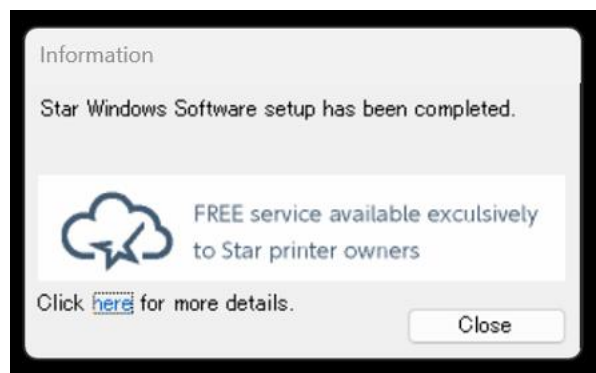 Information
Star Windows Software setup has been completed.
FREE service available exculsively
to Star printer owners
Click here for more details.
Close